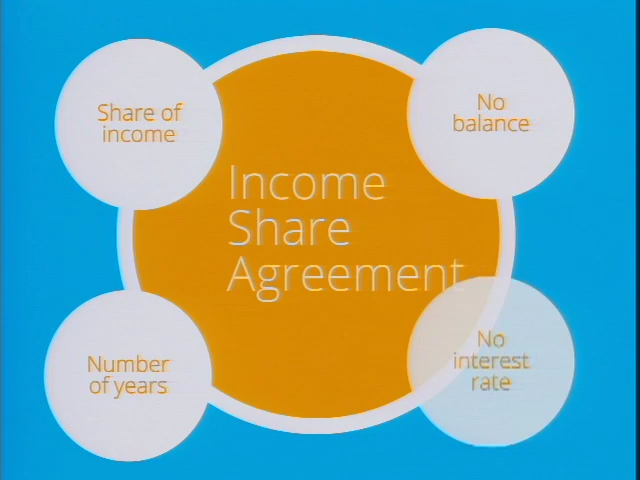 Share of
income
No
balance
Income
Share
Agreement
Number
of years
No
interest
rate